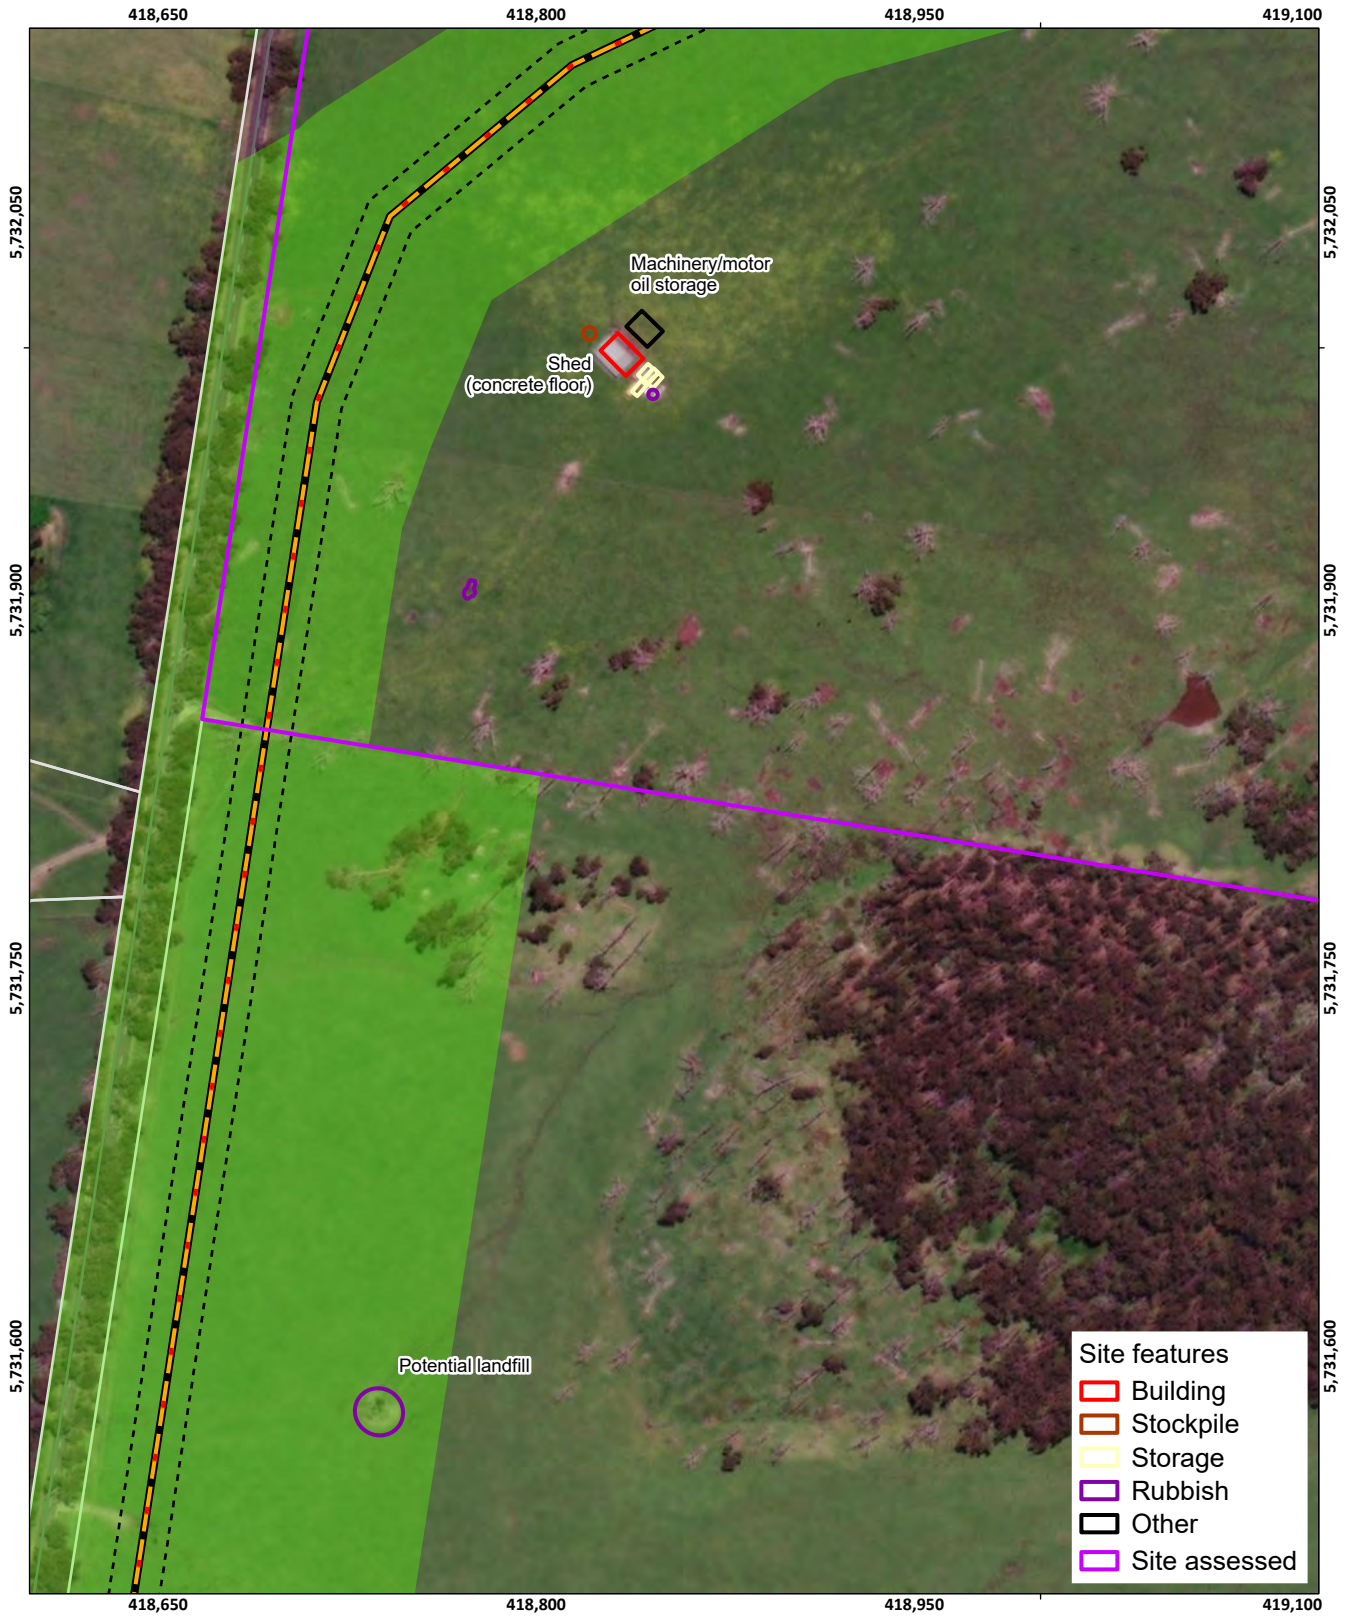 418,650
418,800
418,950
419,100
5,732,050
5,732,050
Machinery/motor
oil storage
Shed
(concrete floor)
5,731,900
5,731,900
5,731,750
5,731,750
5,731,600
5,731,600
Potential landfill
Site features
Building
Stockpile
Storage
Rubbish
Other
Site assessed
418,650
418,800
418,950
419,100